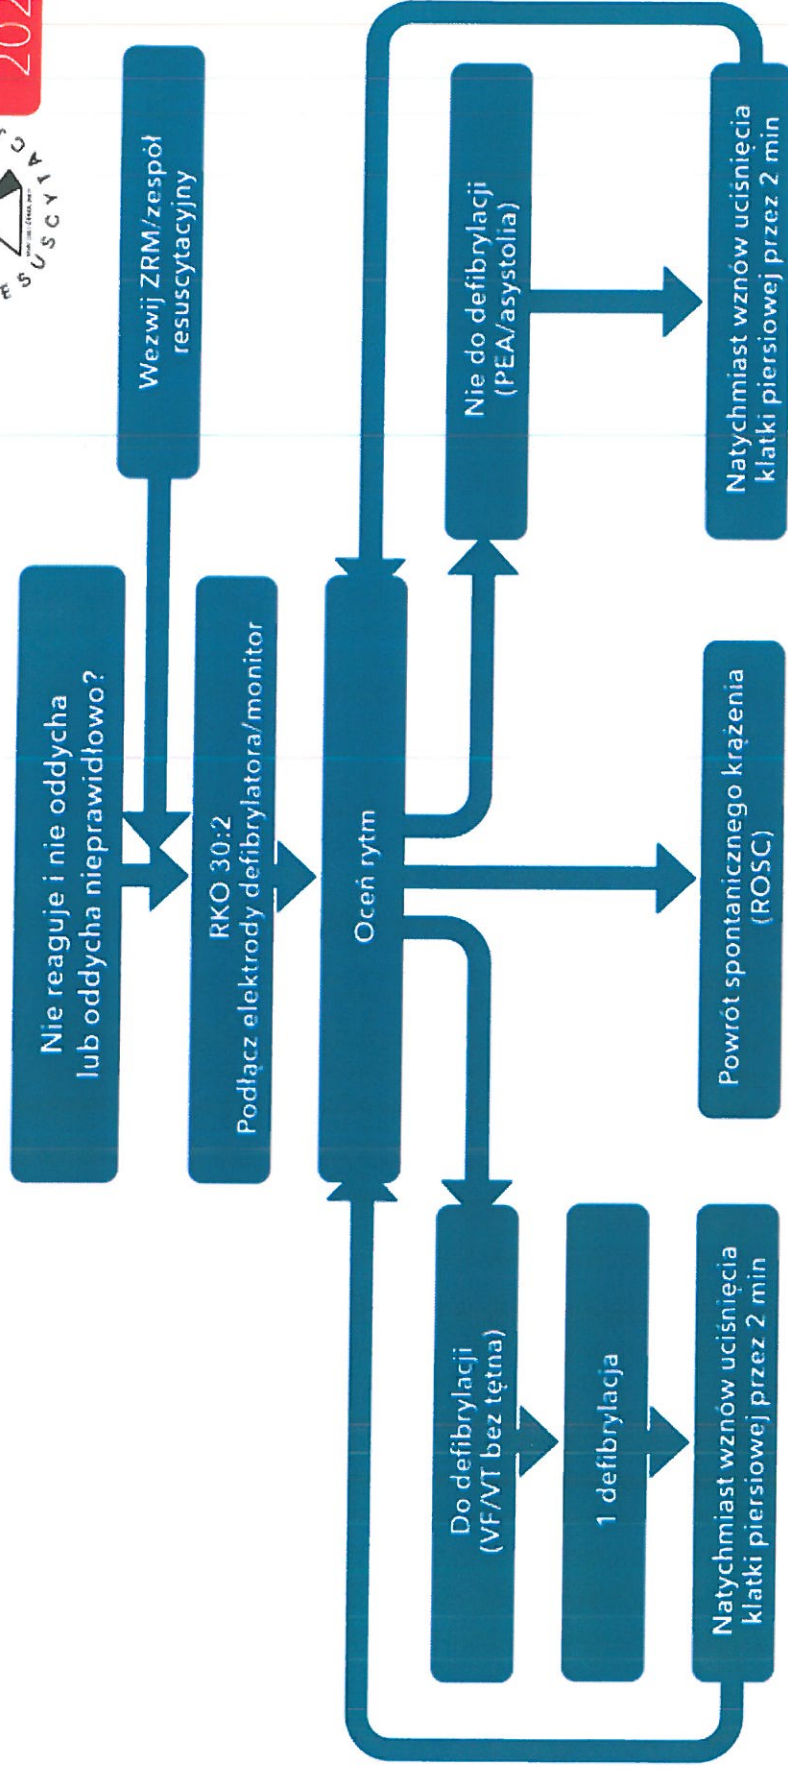 202
RESUSCYTAC
Nie reaguje i nie oddycha
lub oddycha nieprawidłowo?
Wezwij ZRM/zespół
resuscytacyjny
RKO 30:2
Podłącz elektrody defibrylatora/monitor
Oceń rytm
Do defibrylacji
(VF/VT bez tętna)
Nie do defibrylacji
(PEA/asystolia)
1 defibrylacja
Natychmiast wznów uciśnięcia
klatki piersiowej przez 2 min
Powrót spontanicznego krążenia
(ROSC)
Natychmiast wznów uciśnięcia
klatki piersiowej przez 2 min